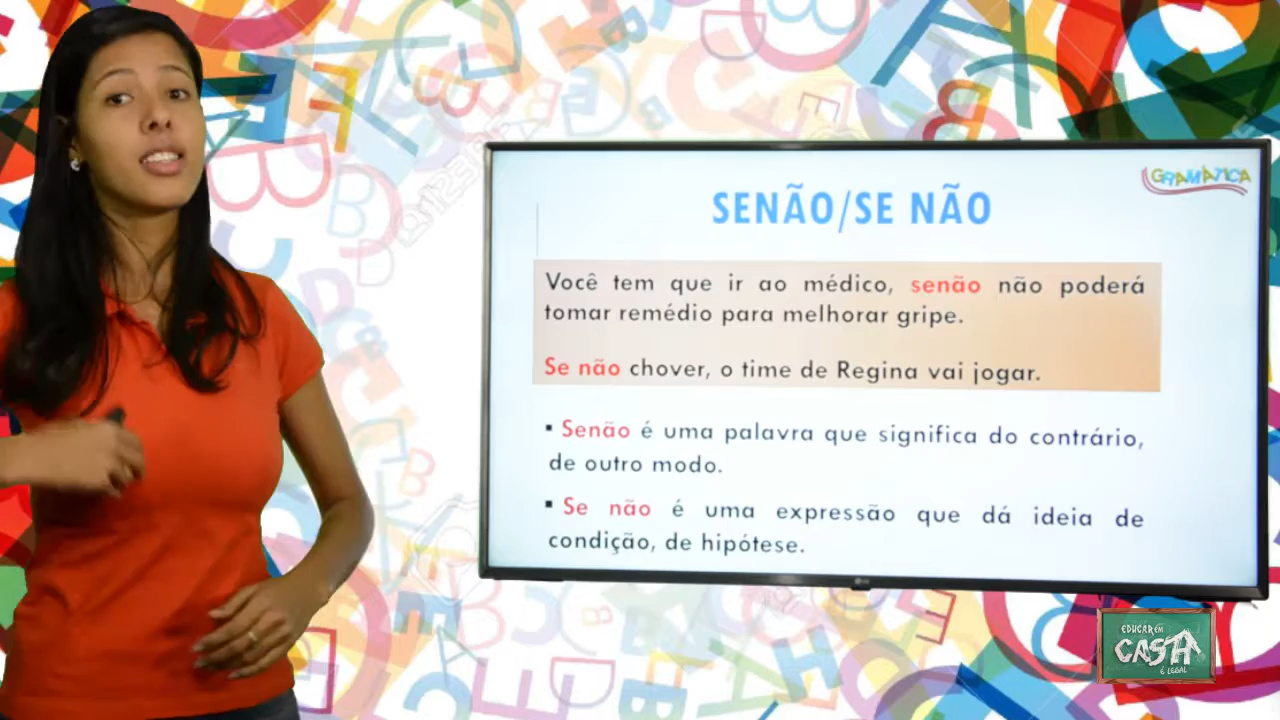 GRAMÁTICA
SENÃO/SE NÃO
Você tem que ir ao médico, senão não poderá
tomar remédio para melhorar gripe.
Se não chover, o time de Regina vai jogar.
▪ Senão é uma palavra que significa do contrário,
de outro modo.
▪ Se não é uma expressão que dá ideia de
condição, de hipótese.
LG
EDUCAR EM
CASA
É LEGAL